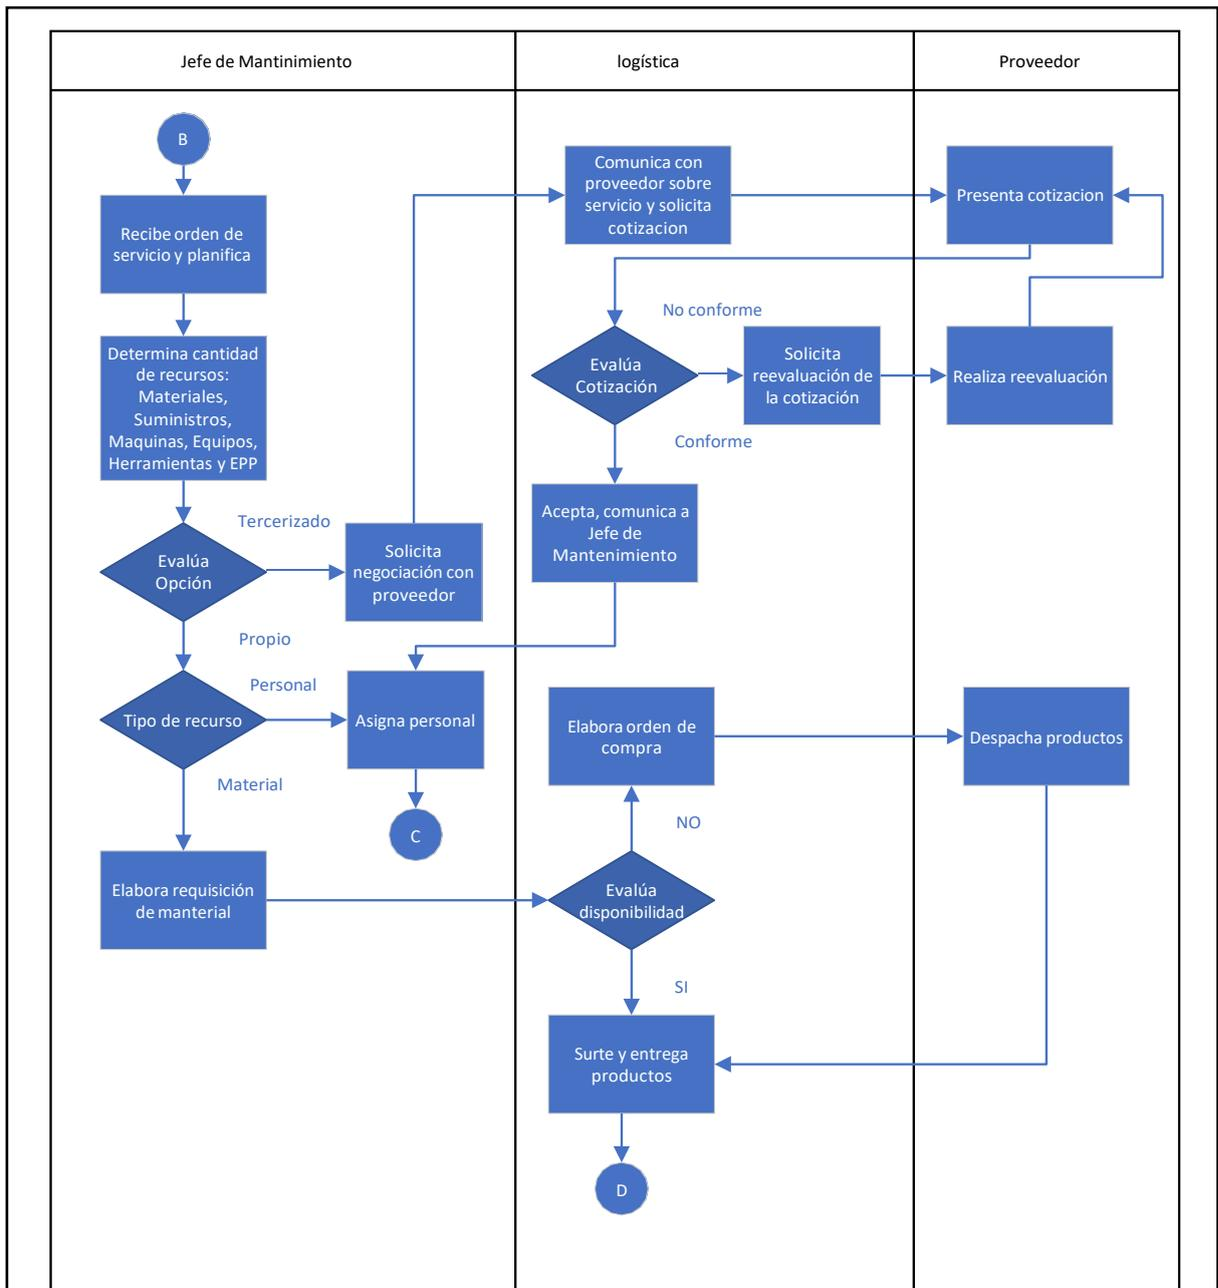 Jefe de Mantinimiento
logística
Proveedor
B
Recibe orden de
servicio y planifica
Determina cantidad
de recursos:
Materiales,
Suministros,
Maquinas, Equipos,
Herramientas y EPP
Evalúa
Opción
Tercerizado
Solicita
negociación con
proveedor
Propio
Tipo de recurso
Personal
Asigna personal
C
Material
Elabora requisición
de manterial
Comunica con
proveedor sobre
servicio y solicita
cotizacion
Presenta cotizacion
Evalúa
Cotización
No conforme
Solicita
reevaluación de
la cotización
Realiza reevaluación
Conforme
Acepta, comunica a
Jefe de
Mantenimiento
Elabora orden de
compra
Despacha productos
NO
Evalúa
disponibilidad
SI
Surte y entrega
productos
D